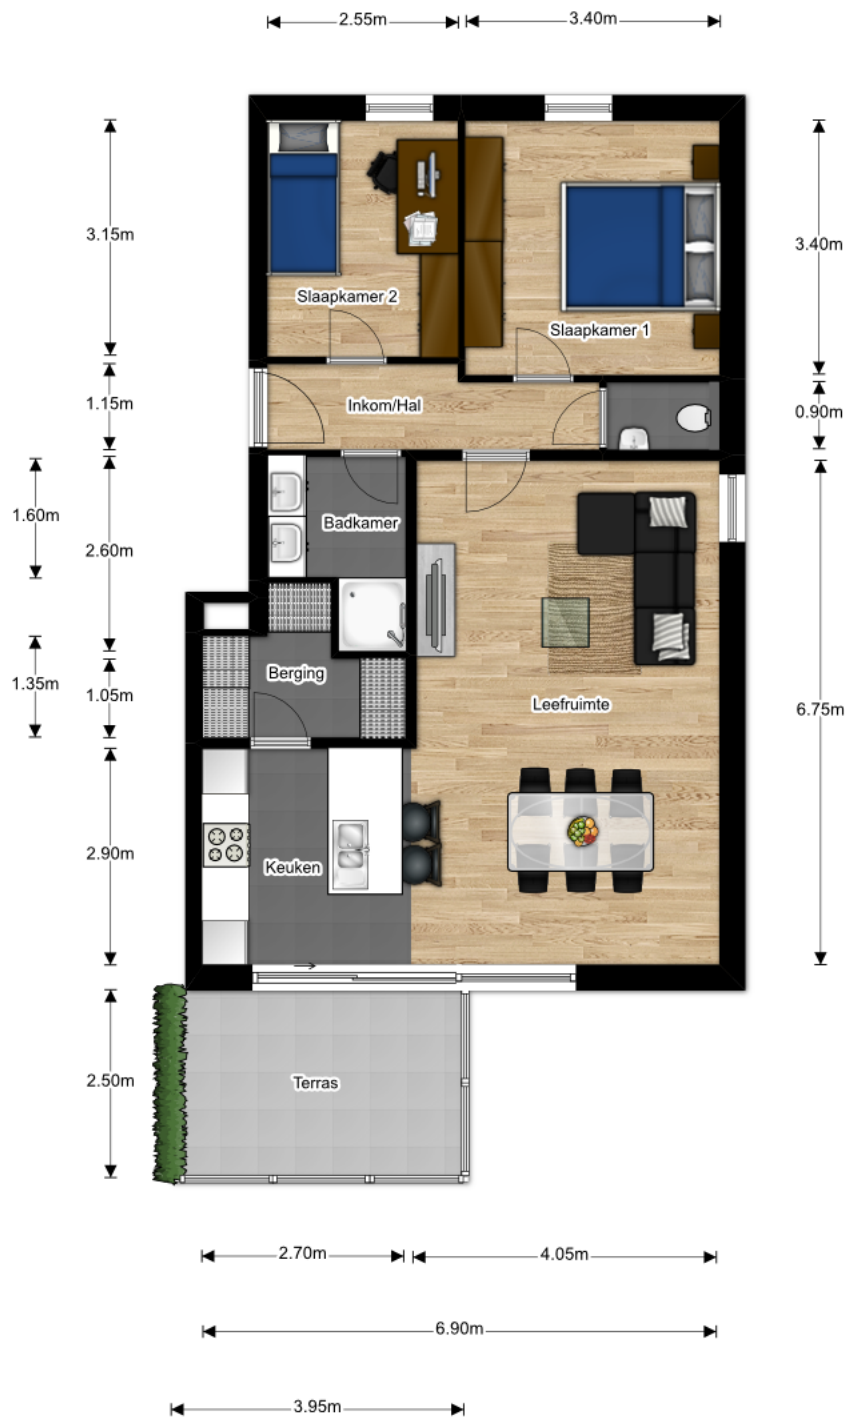 2.55m
3.40m
3.15m
3.40m
Slaapkamer 2
Slaapkamer 1
1.15m
Inkom/Hal
0.90m
1.60m
Badkamer
2.60m
Berging
1.35m
1.05m
Leefruimte
6.75m
2.90m
Keuken
2.50m
Terras
2.70m
4.05m
6.90m
3.95m